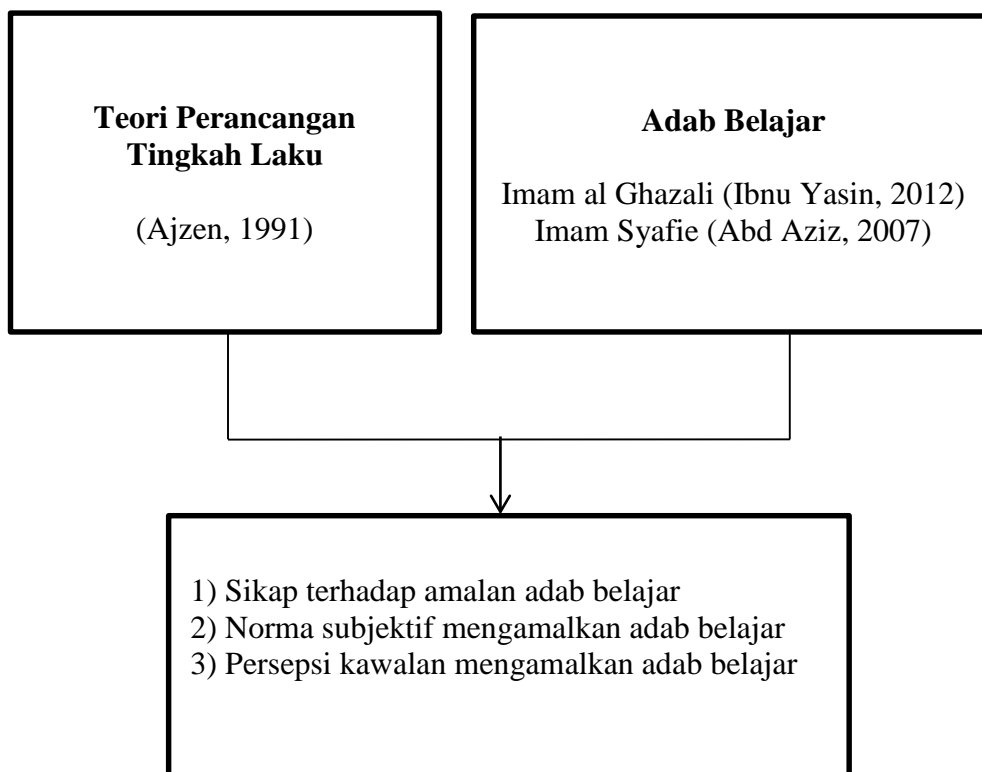 Teori Perancangan
Tingkah Laku
(Ajzen, 1991)
Adab Belajar
Imam al Ghazali (Ibnu Yasin, 2012)
Imam Syafie (Abd Aziz, 2007)
1) Sikap terhadap amalan adab belajar
2) Norma subjektif mengamalkan adab belajar
3) Persepsi kawalan mengamalkan adab belajar